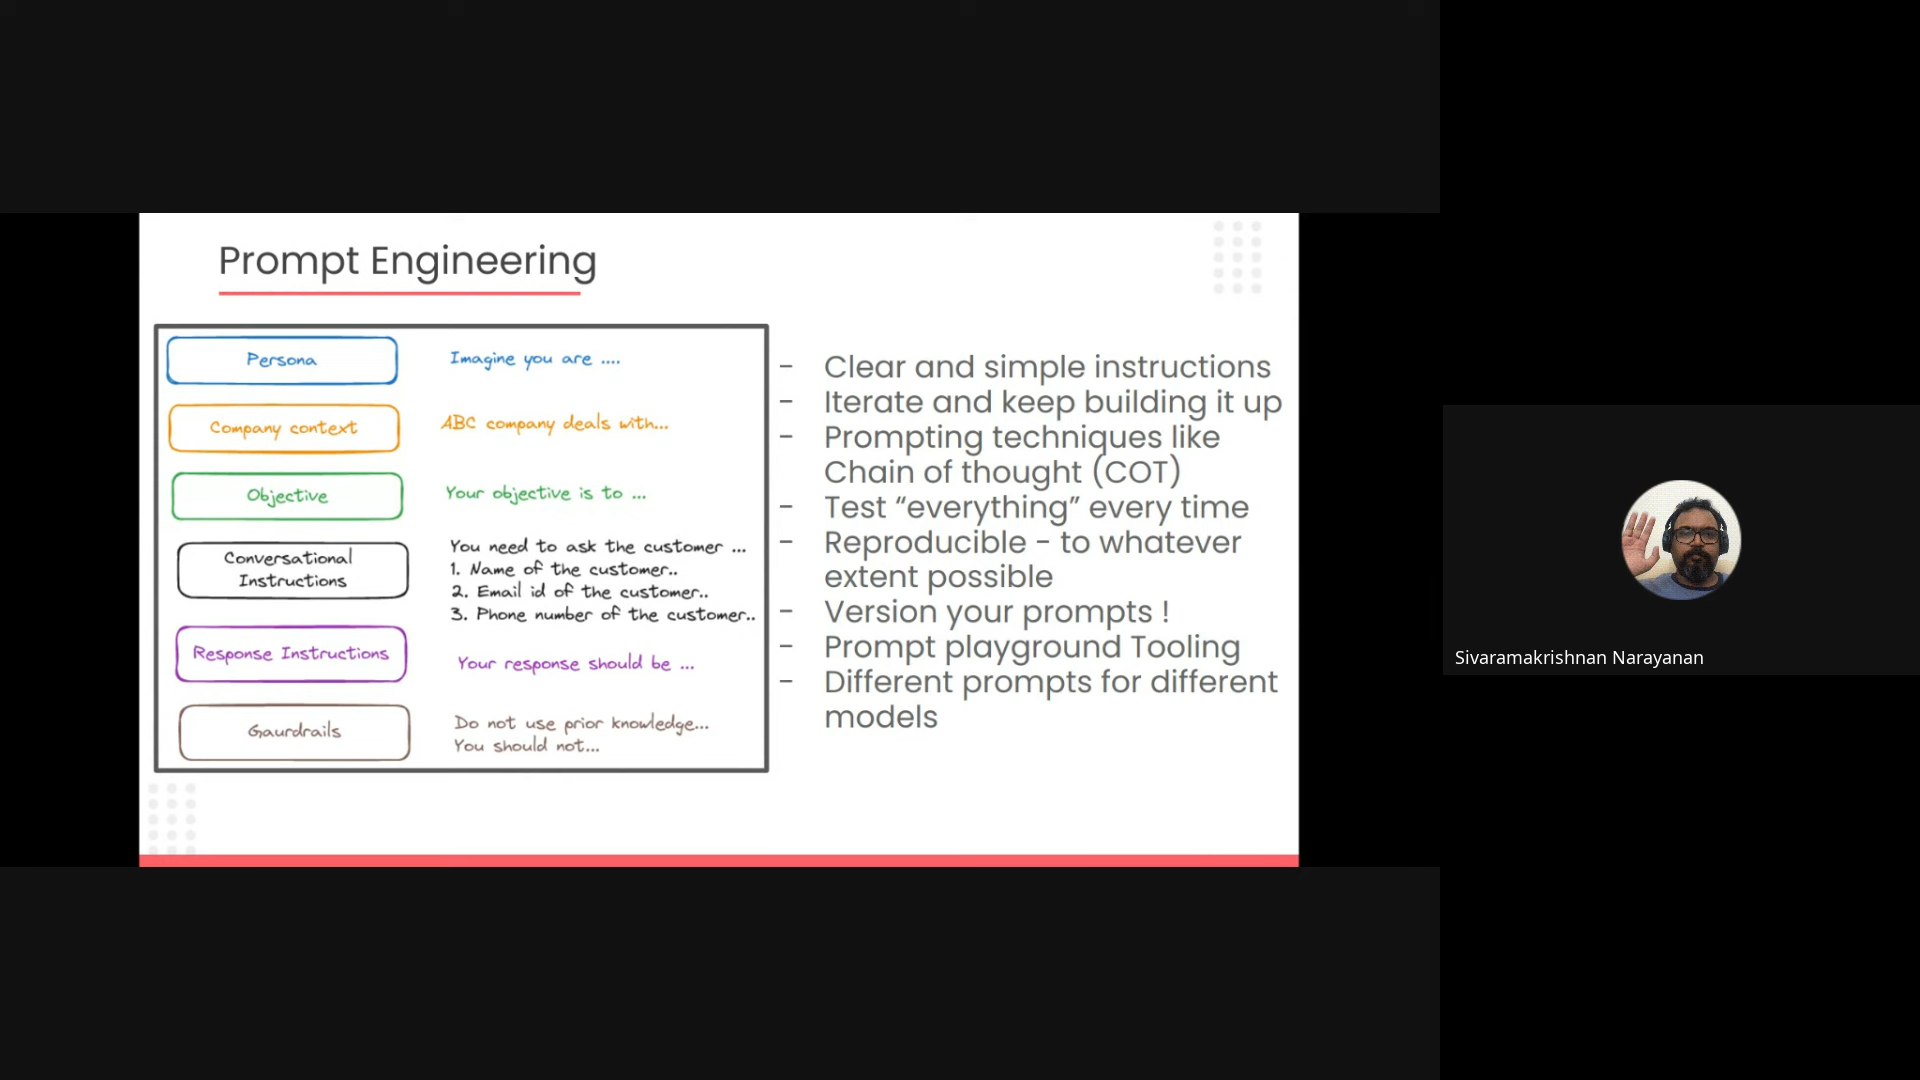 Prompt Engineering
Persona
Imagine you are ....
Company context
ABC company deals with...
Objective
Your objective is to ...
Conversational
Instructions
You need to ask the customer ...
1. Name of the customer..
2. Email id of the customer..
3. Phone number of the customer..
Response Instructions
Your response should be ...
Gaurdrails
Do not use prior knowledge...
You should not...
- Clear and simple instructions
- Iterate and keep building it up
- Prompting techniques like
Chain of thought (COT)
- Test “everything” every time
- Reproducible - to whatever
extent possible
- Version your prompts !
- Prompt playground Tooling
- Different prompts for different
models
Sivaramakrishnan Narayanan